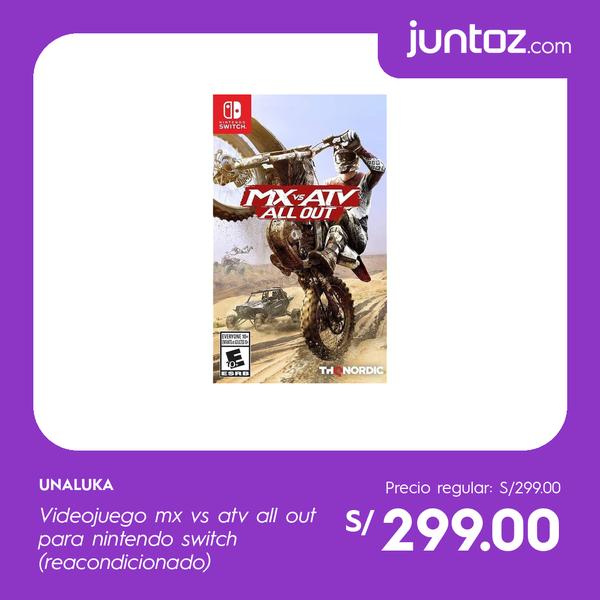 juntoz.com
NINTENDO
SWITCH
MX vs ATV
ALL OUT
EVERYONE 10+
E
10+
ESRB
THQ NORDIC
UNALUKA
Videojuego mx vs atv all out
para nintendo switch
(reacondicionado)
Precio regular: S/299.00
S/ 299.00